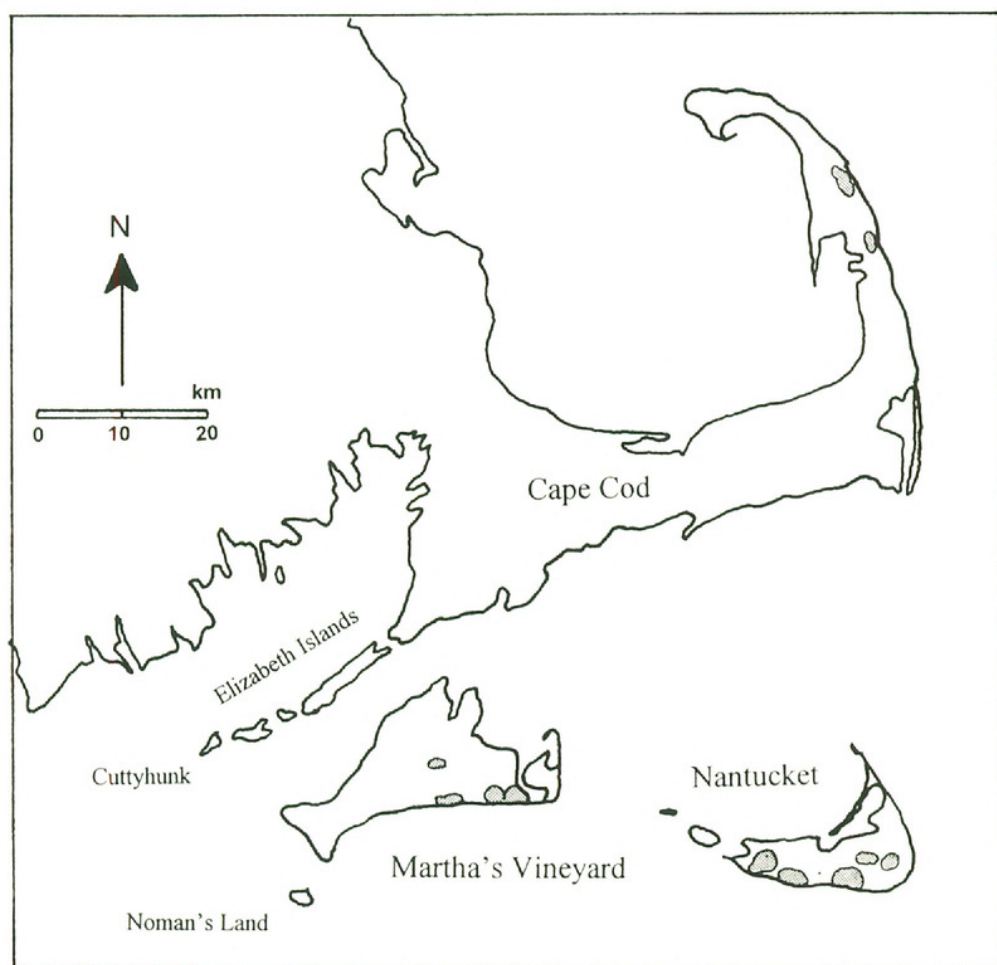 N
km
0 10 20
Cape Cod
Elizabeth Islands
Cuttyhunk
Nantucket
Martha's Vineyard
Noman's Land